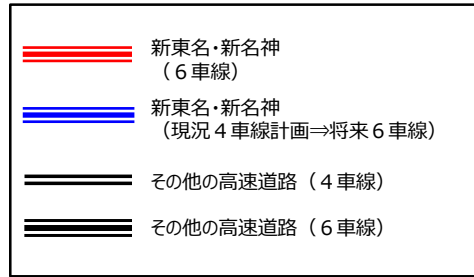 新東名・新名神
（６車線）
新東名・新名神
（現況４車線計画⇒将来６車線）
その他の高速道路（４車線）
その他の高速道路（６車線）